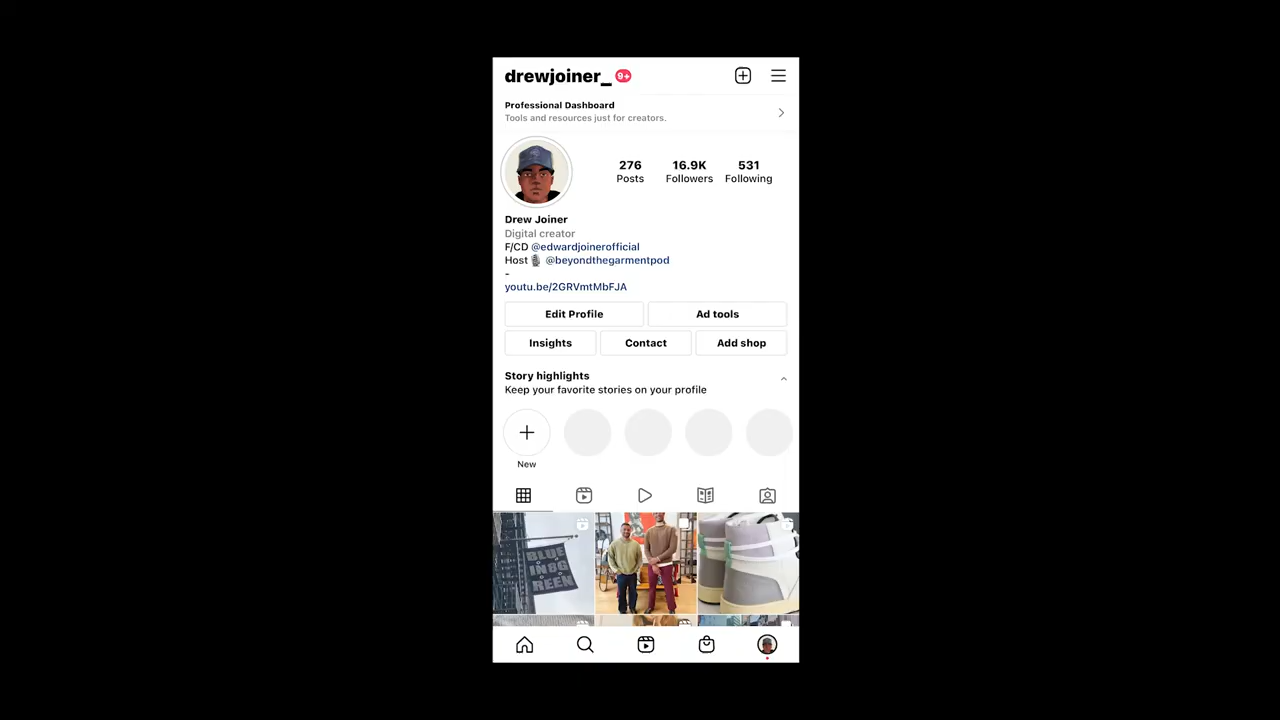 drewjoiner_ 9+
Professional Dashboard
Tools and resources just for creators.
276 16.9K 531
Posts Followers Following
Drew Joiner
Digital creator
F/CD @edwardjoinerofficial
Host @beyondthegarmentpod
-
youtu.be/2GRVmtMbFJA
Edit Profile Ad tools
Insights Contact Add shop
Story highlights
Keep your favorite stories on your profile
New
BLUE
IN8G
REEN